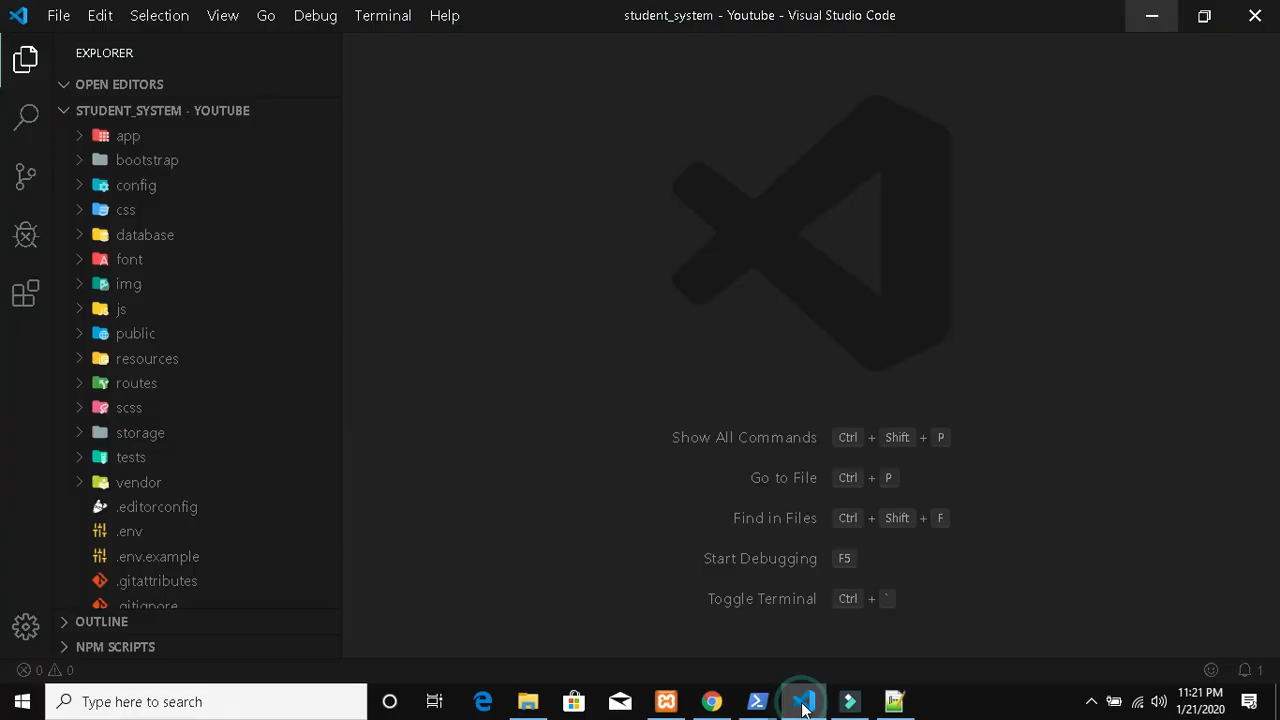 File Edit Selection View Go Debug Terminal Help student_system - Youtube - Visual Studio Code
EXPLORER
OPEN EDITORS
STUDENT_SYSTEM - YOUTUBE
app
bootstrap
config
css
database
font
img
js
public
resources
routes
scss
storage
tests
vendor
.editorconfig
.env
.env.example
.gitattributes
.gitignore
OUTLINE
NPM SCRIPTS
Show All Commands Ctrl + Shift + P
Go to File Ctrl + P
Find in Files Ctrl + Shift + F
Start Debugging F5
Toggle Terminal Ctrl + `
0 0 1
Type here to search
11:21 PM
1/21/2020